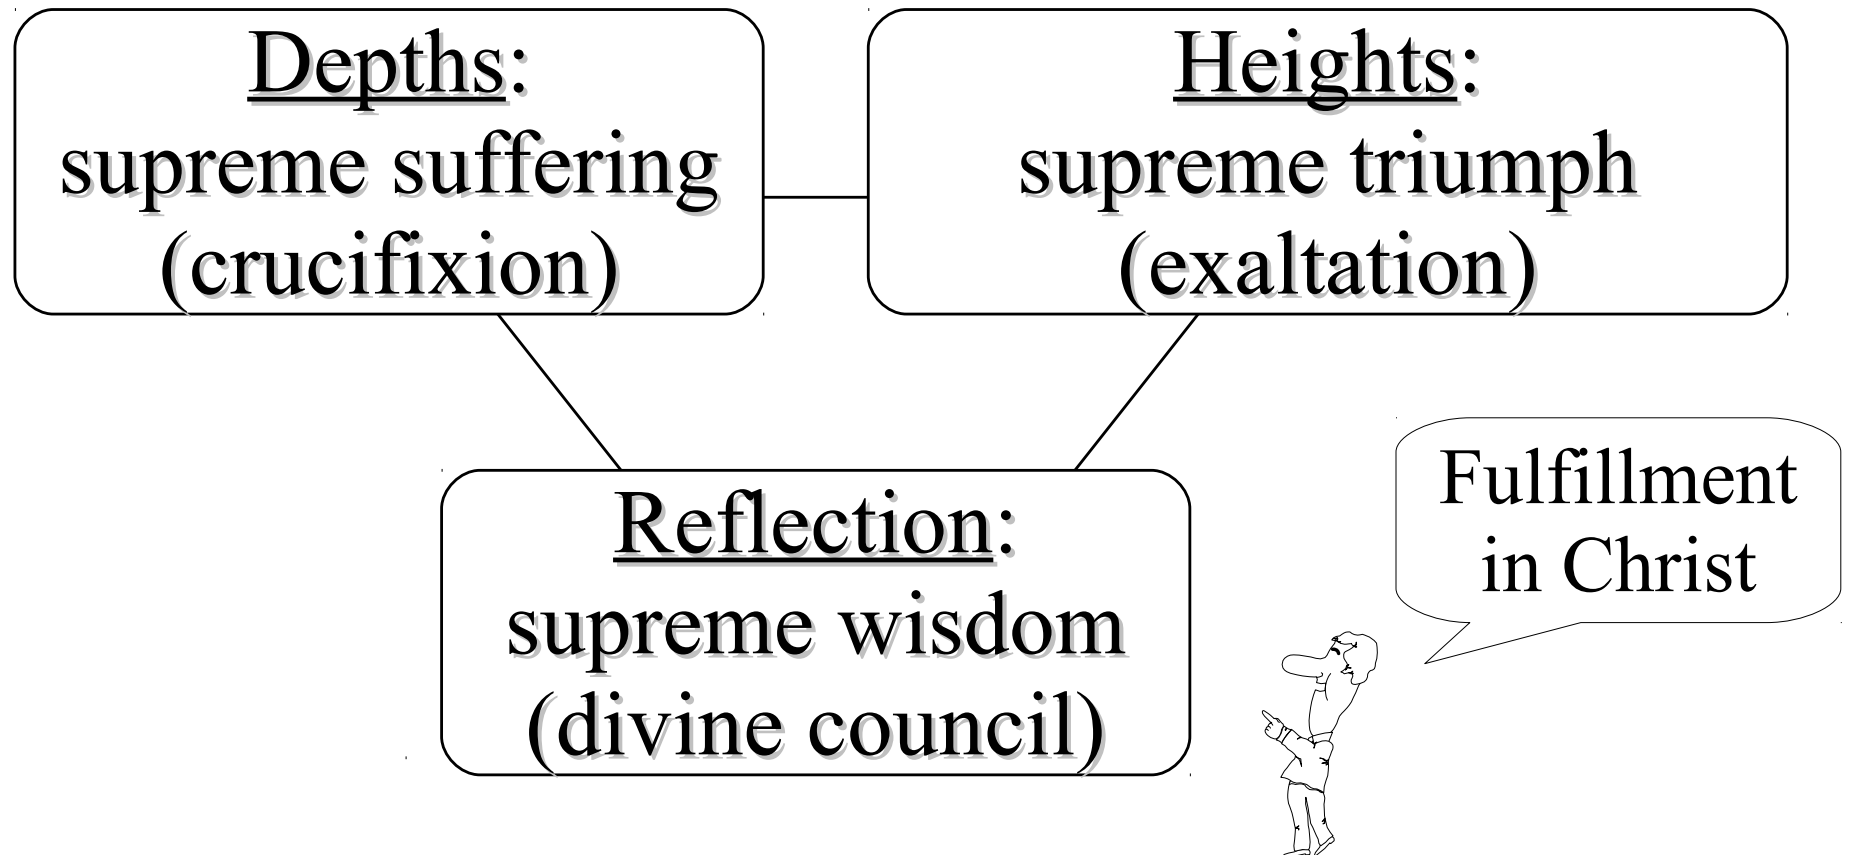 Depths:
supreme suffering
(crucifixion)
Heights:
supreme triumph
(exaltation)
Reflection:
supreme wisdom
(divine council)
Fulfillment
in Christ